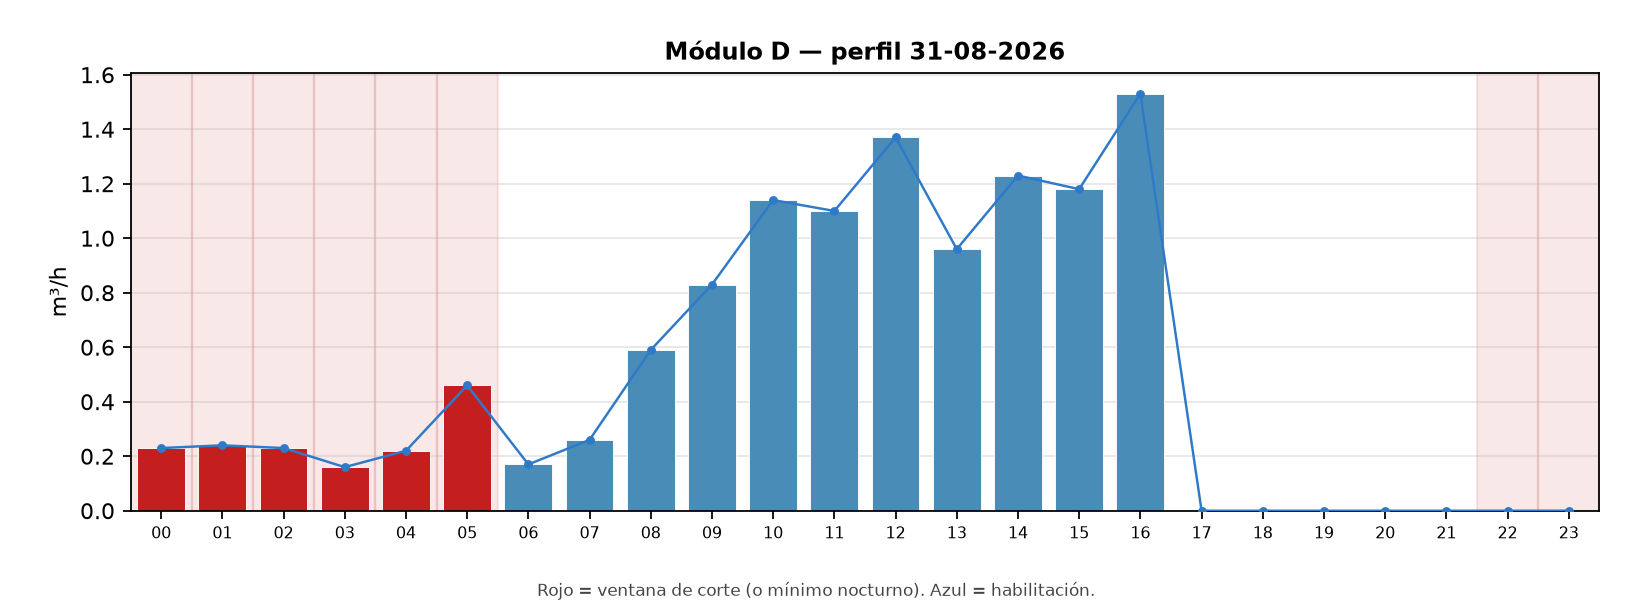 Módulo D — perfil 31-08-2026
m³/h
1.6
1.4
1.2
1.0
0.8
0.6
0.4
0.2
0.0
00 01 02 03 04 05 06 07 08 09 10 11 12 13 14 15 16 17 18 19 20 21 22 23
Rojo = ventana de corte (o mínimo nocturno). Azul = habilitación.